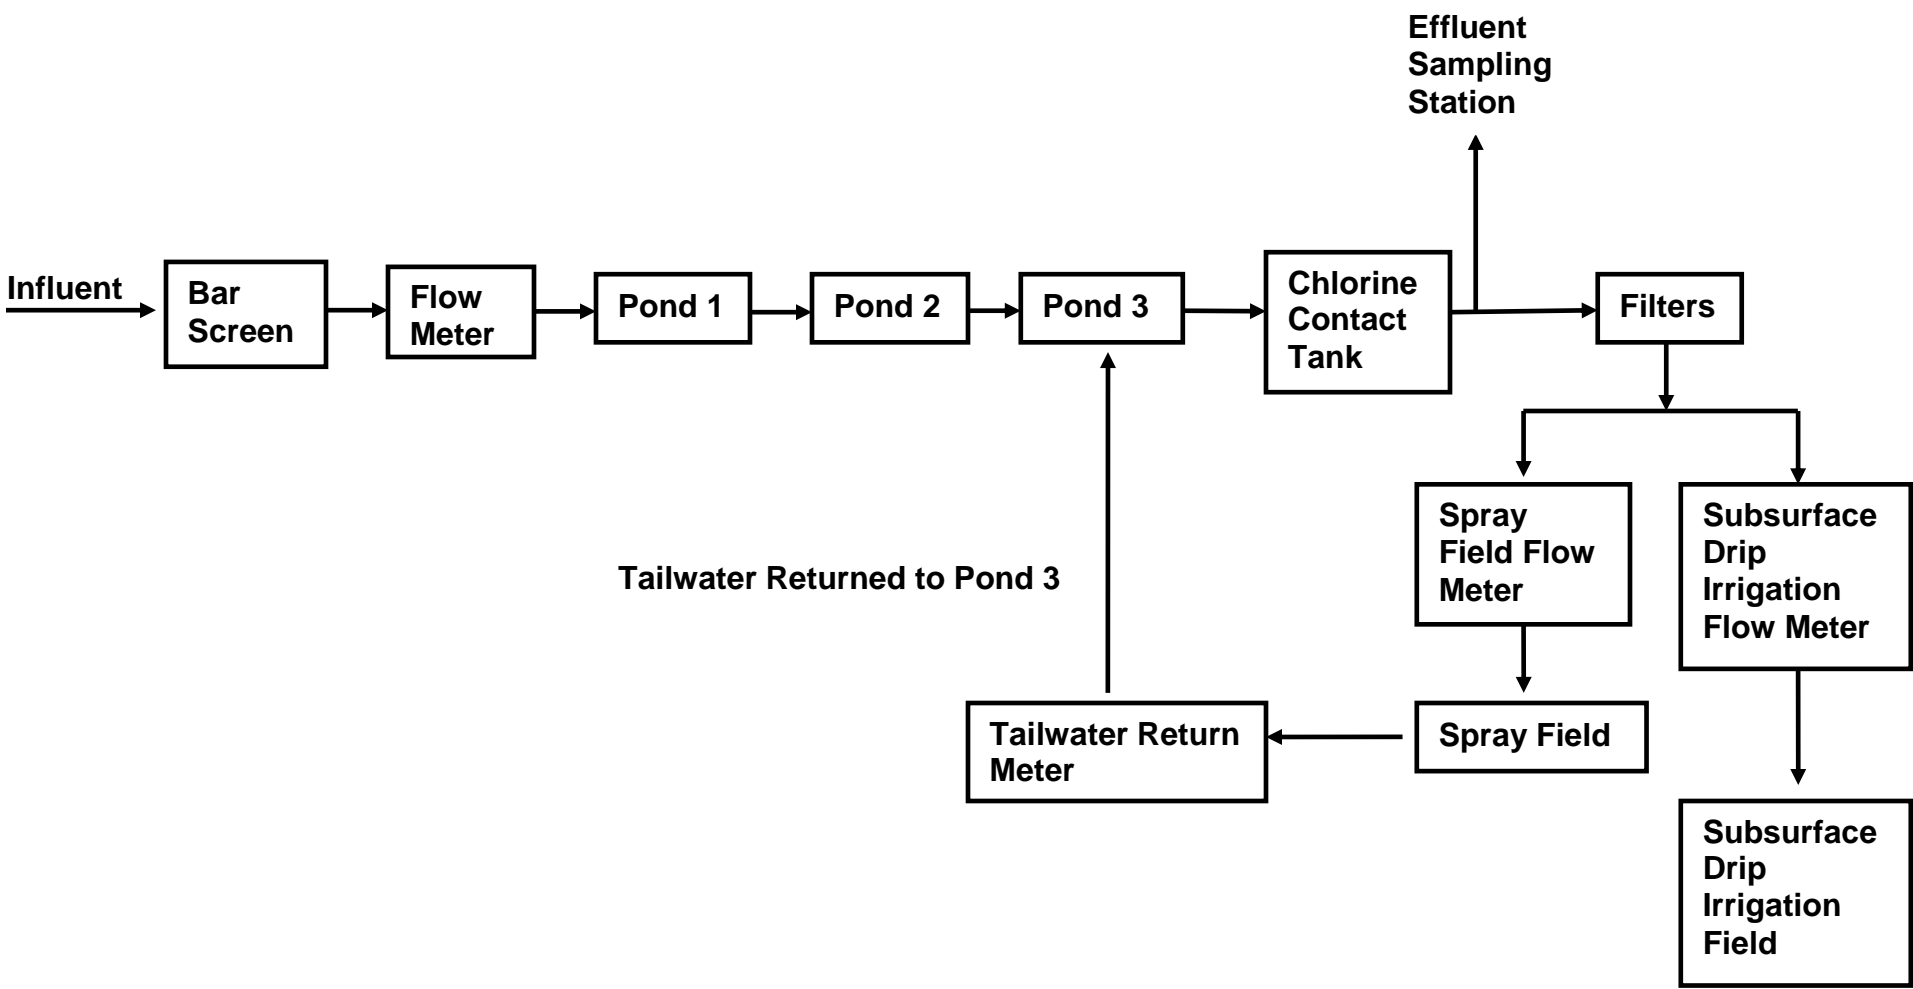 Effluent
Sampling
Station
Influent
Bar
Screen
Flow
Meter
Pond 1
Pond 2
Pond 3
Chlorine
Contact
Tank
Filters
Spray
Field Flow
Meter
Subsurface
Drip
Irrigation
Flow Meter
Tailwater Returned to Pond 3
Tailwater Return
Meter
Spray Field
Subsurface
Drip
Irrigation
Field